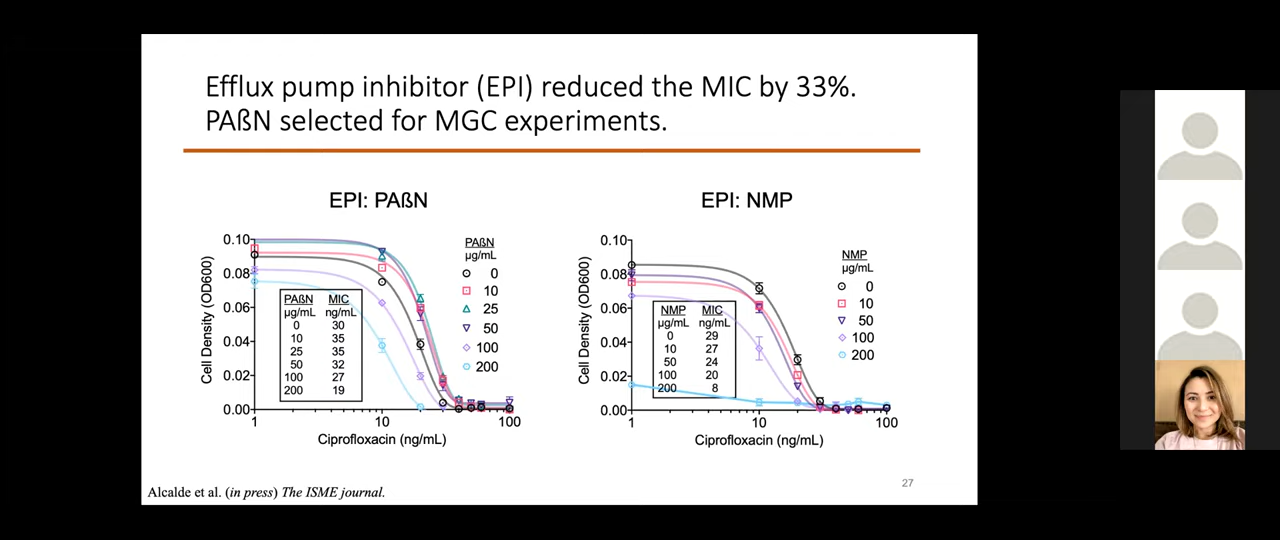 Efflux pump inhibitor (EPI) reduced the MIC by 33%.
PAßN selected for MGC experiments.
EPI: PAßN
Cell Density (OD600)
0.10
0.08
0.06
0.04
0.02
0.00
1
10
100
Ciprofloxacin (ng/mL)
PAßN MIC
µg/mL ng/mL
0 30
10 35
25 35
50 32
100 27
200 19
PAßN
µg/mL
0
10
25
50
100
200
EPI: NMP
Cell Density (OD600)
0.10
0.08
0.06
0.04
0.02
0.00
1
10
100
Ciprofloxacin (ng/mL)
NMP MIC
µg/mL ng/mL
0 29
10 27
50 24
100 20
200 8
NMP
µg/mL
0
10
50
100
200
Alcalde et al. (in press) The ISME journal.
27